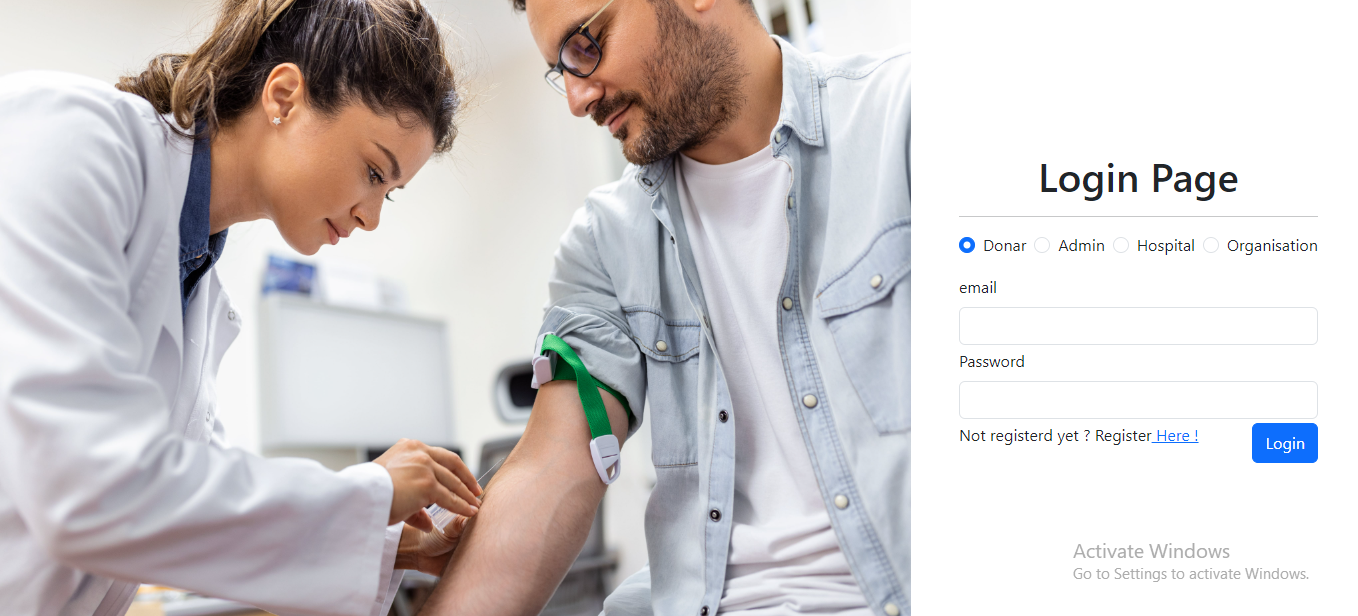 Login Page
Donar Admin Hospital Organisation
email
Password
Not registerd yet ? Register Here !
Login
Activate Windows
Go to Settings to activate Windows.